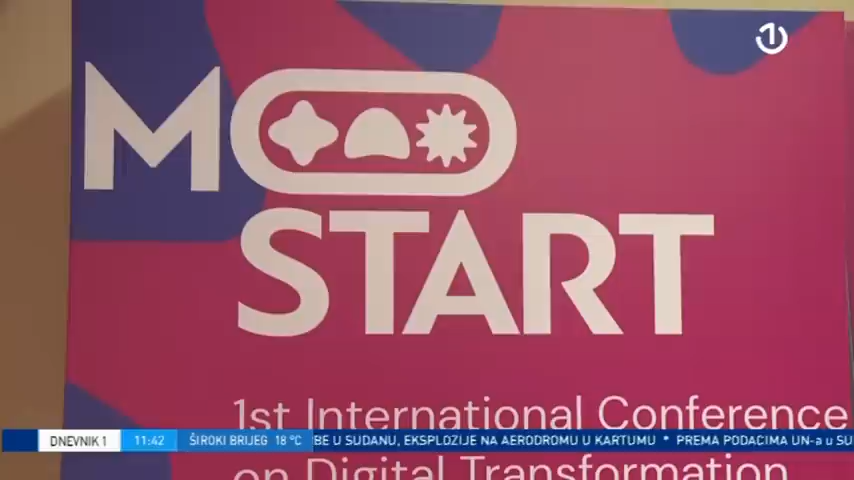 1
M
START
1st International Conference
on Digital Transformation
DNEVNIK 1 11:42 ŠIROKI BRIJEG 18 °C BE U SUDANU, EKSPLOZIJE NA AERODROMU U KARTUMU * PREMA PODACIMA UN-a u SU